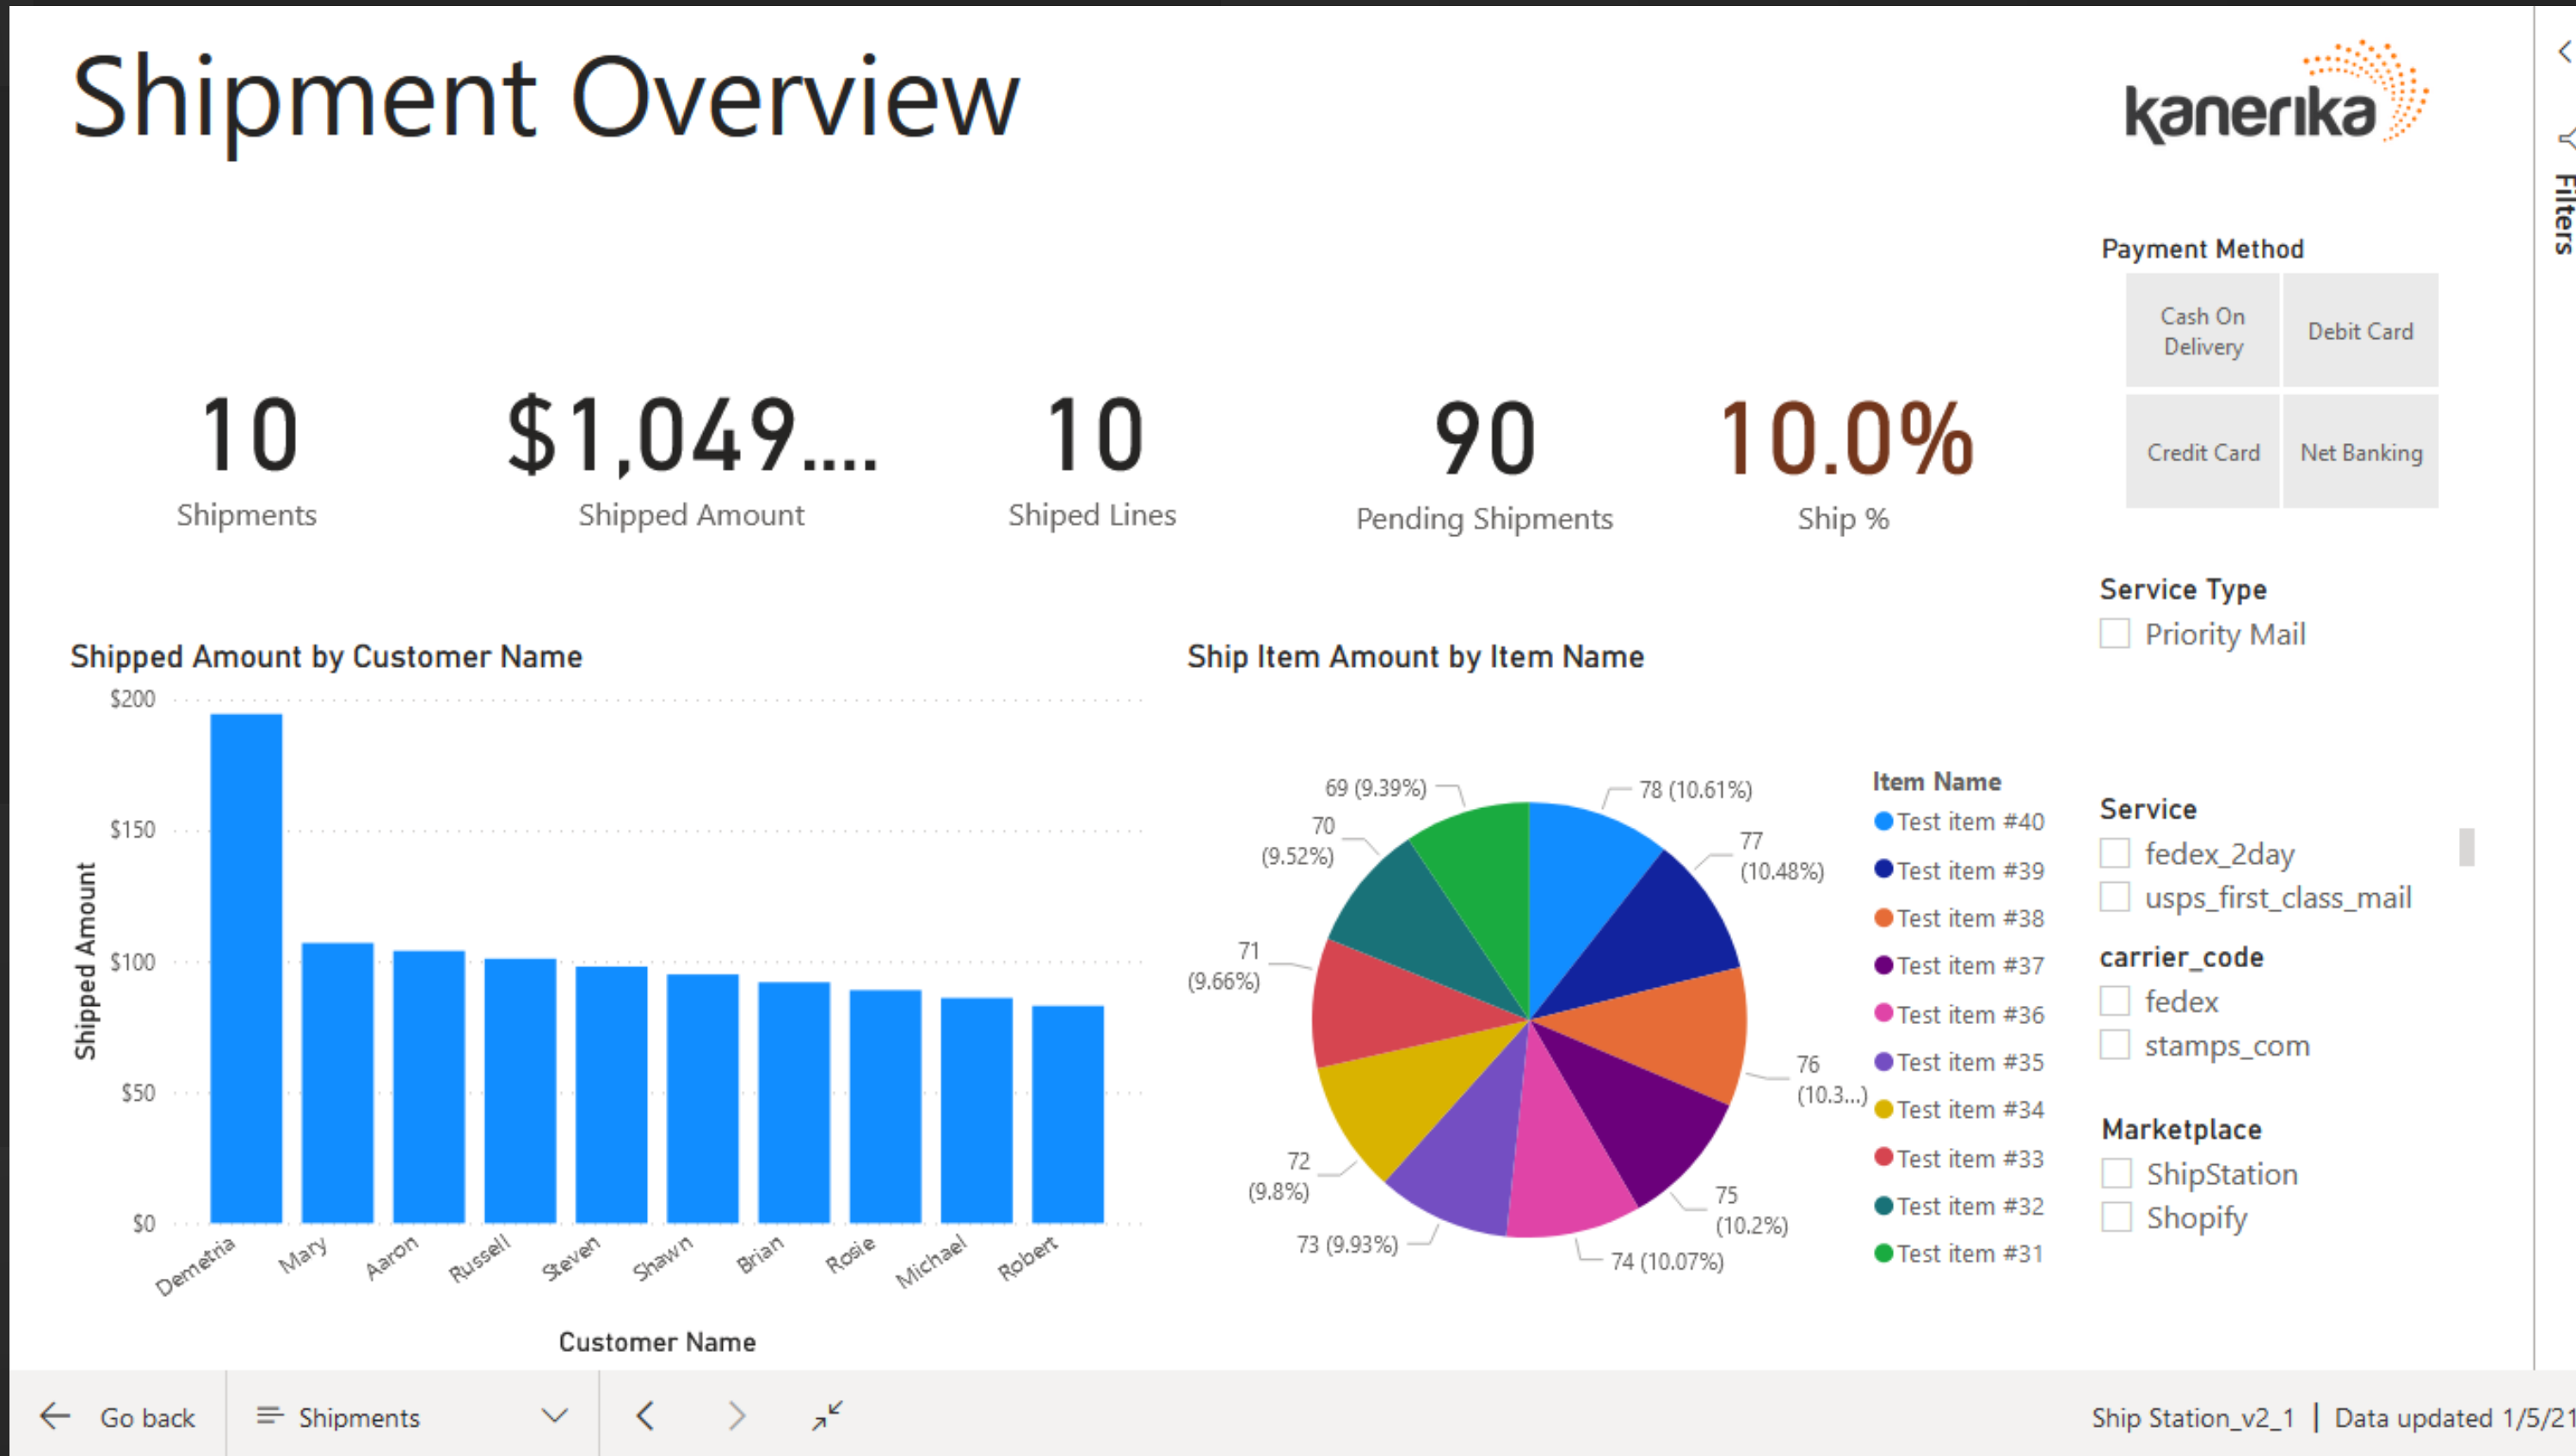 Shipment Overview
kanerika
Filters
10
Shipments
$1,049....
Shipped Amount
10
Shiped Lines
90
Pending Shipments
10.0%
Ship %
Payment Method
Cash On
Delivery
Debit Card
Credit Card
Net Banking
Service Type
Priority Mail
Service
fedex_2day
usps_first_class_mail
carrier_code
fedex
stamps_com
Marketplace
ShipStation
Shopify
Shipped Amount by Customer Name
Shipped Amount
$200
$150
$100
$50
$0
Demetria
Mary
Aaron
Russell
Steven
Shawn
Brian
Rosie
Michael
Robert
Customer Name
Ship Item Amount by Item Name
78 (10.61%)
77
(10.48%)
76
(10.3...)
75
(10.2%)
74 (10.07%)
73 (9.93%)
72
(9.8%)
71
(9.66%)
70
(9.52%)
69 (9.39%)
Item Name
Test item #40
Test item #39
Test item #38
Test item #37
Test item #36
Test item #35
Test item #34
Test item #33
Test item #32
Test item #31
Go back
Shipments
Ship Station_v2_1 | Data updated 1/5/21